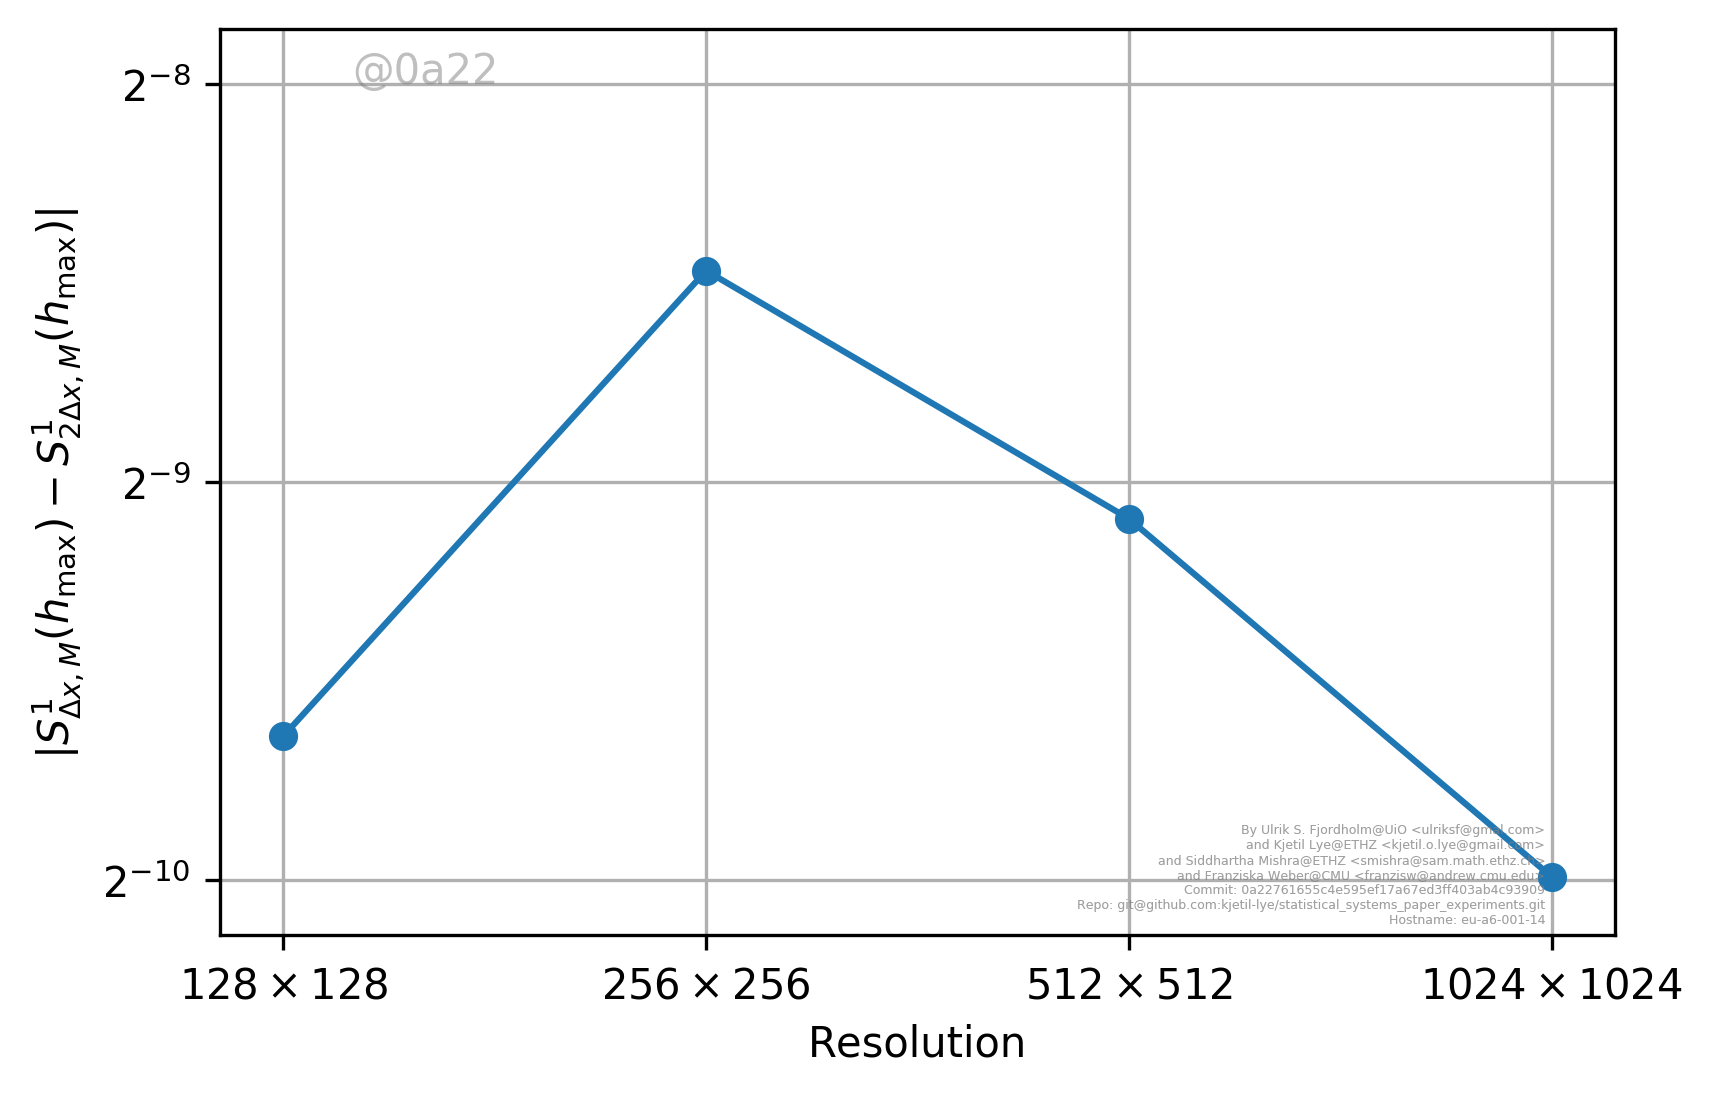 @0a22
2⁻⁸
2⁻⁹
2⁻¹⁰
|S¹_{Δx, M}(h_max) − S¹_{2Δx, M}(h_max)|
By Ulrik S. Fjordholm@UiO <ulriksf@gmail.com>
and Kjetil Lye@ETHZ <kjetil.o.lye@gmail.com>
and Siddhartha Mishra@ETHZ <smishra@sam.math.ethz.ch>
and Franziska Weber@CMU <franzisw@andrew.cmu.edu>
Commit: 0a22761655c4e595ef17a67ed3ff403ab4c93909
Repo: git@github.com:kjetil-lye/statistical_systems_paper_experiments.git
Hostname: eu-a6-001-14
128 × 128 256 × 256 512 × 512 1024 × 1024
Resolution